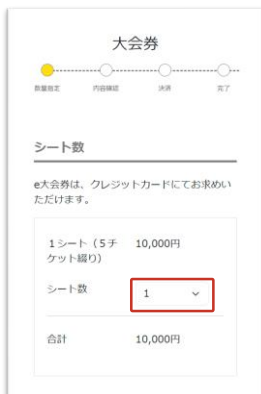 大会券
数量指定 内容確認 決済 完了
シート数
e大会券は、クレジットカードにてお求めい
ただけます。
1シート（5チ 10,000円
ケット綴り）
シート数 1
合計 10,000円